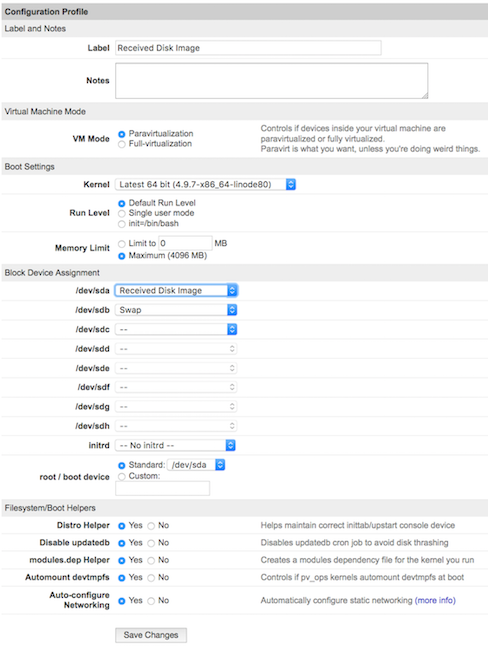 Configuration Profile
Label and Notes
Label Received Disk Image
Notes
Virtual Machine Mode
VM Mode Paravirtualization Controls if devices inside your virtual machine are
Full-virtualization paravirtualized or fully virtualized.
Paravirt is what you want, unless you're doing weird things.
Boot Settings
Kernel Latest 64 bit (4.9.7-x86_64-linode80)
Run Level Default Run Level
Single user mode
init=/bin/bash
Memory Limit Limit to 0 MB
Maximum (4096 MB)
Block Device Assignment
/dev/sda Received Disk Image
/dev/sdb Swap
/dev/sdc --
/dev/sdd --
/dev/sde --
/dev/sdf --
/dev/sdg --
/dev/sdh --
initrd -- No initrd --
root / boot device Standard: /dev/sda
Custom:
Filesystem/Boot Helpers
Distro Helper Yes No Helps maintain correct inittab/upstart console device
Disable updatedb Yes No Disables updatedb cron job to avoid disk thrashing
modules.dep Helper Yes No Creates a modules dependency file for the kernel you run
Automount devtmpfs Yes No Controls if pv_ops kernels automount devtmpfs at boot
Auto-configure Networking Yes No Automatically configure static networking (more info)
Save Changes